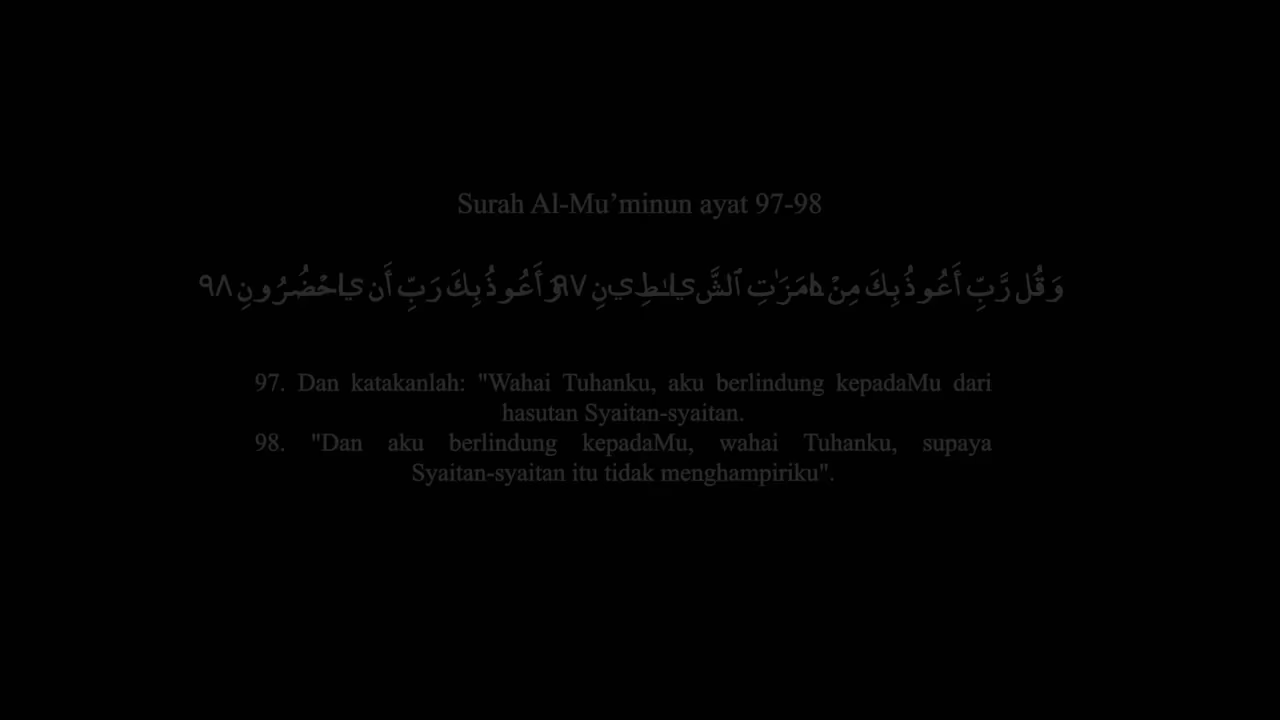 Surah Al-Mu’minun ayat 97-98
وَقُل رَّبِّ أَعُوذُ بِكَ مِنْ هَمَزَٰتِ ٱلشَّيَٰطِينِ ٩٧ وَأَعُوذُ بِكَ رَبِّ أَن يَحْضُرُونِ ٩٨
97. Dan katakanlah: "Wahai Tuhanku, aku berlindung kepadaMu dari
hasutan Syaitan-syaitan.
98. "Dan aku berlindung kepadaMu, wahai Tuhanku, supaya
Syaitan-syaitan itu tidak menghampiriku".